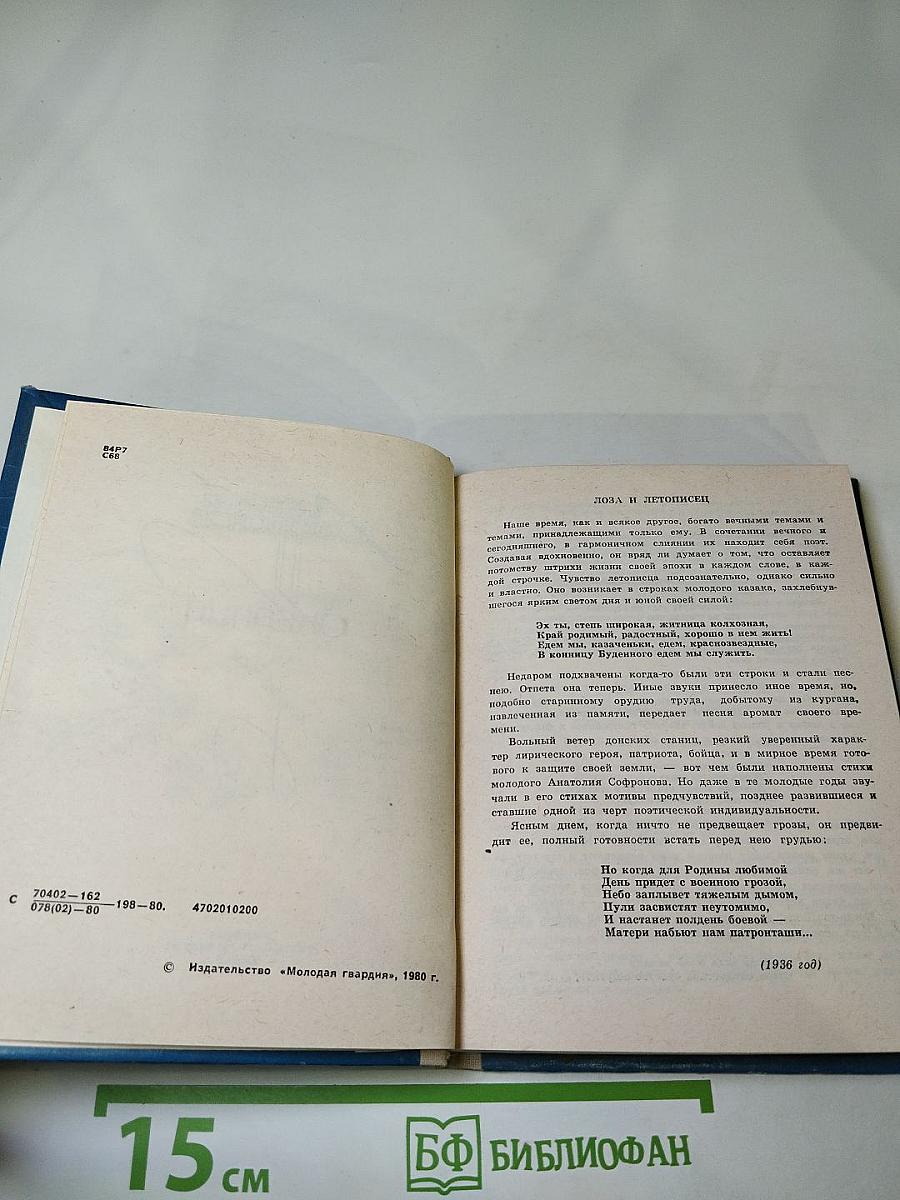 84Р7
С68
С 70402—162
078(02)—80 —198—80. 4702010200
© Издательство «Молодая гвардия», 1980 г.
ЛОЗА И ЛЕТОПИСЕЦ
Наше время, как и всякое другое, богато вечными темами и
темами, принадлежащими только ему. В сочетании вечного и
сегодняшнего, в гармоничном слиянии их находит себя поэт.
Создавая вдохновенно, он вряд ли думает о том, что оставляет
потомству штрихи жизни своей эпохи в каждом слове, в каж-
дой строчке. Чувство летописца подсознательно, однако сильно
и властно. Оно возникает в строках молодого казака, захлебнув-
шегося ярким светом дня и юной своей силой:
Эх ты, степь широкая, житница колхозная,
Край родимый, радостный, хорошо в нем жить!
Едем мы, казаченьки, едем, краснозвездные,
В конницу Буденного едем мы служить.
Недаром подхвачены когда-то были эти строки и стали пес-
нею. Отпета она теперь. Иные звуки принесло иное время, но,
подобно старинному орудию труда, добытому из кургана,
извлеченная из памяти, передает песня аромат своего вре-
мени.
Вольный ветер донских станиц, резкий уверенный харак-
тер лирического героя, патриота, бойца, и в мирное время гото-
вого к защите своей земли, — вот чем были наполнены стихи
молодого Анатолия Софронова. Но даже в те молодые годы зву-
чали в его стихах мотивы предчувствий, позднее развившиеся и
ставшие одной из черт поэтической индивидуальности.
Ясным днем, когда ничто не предвещает грозы, он предви-
дит ее, полный готовности встать перед нею грудью:
Но когда для Родины любимой
День придет с военною грозой,
Небо заплывет тяжелым дымом,
Пули засвистят неутомимо,
И настанет полдень боевой —
Матери набьют нам патронташи...
(1936 год)
15 см
БФ БИБЛИОФАН